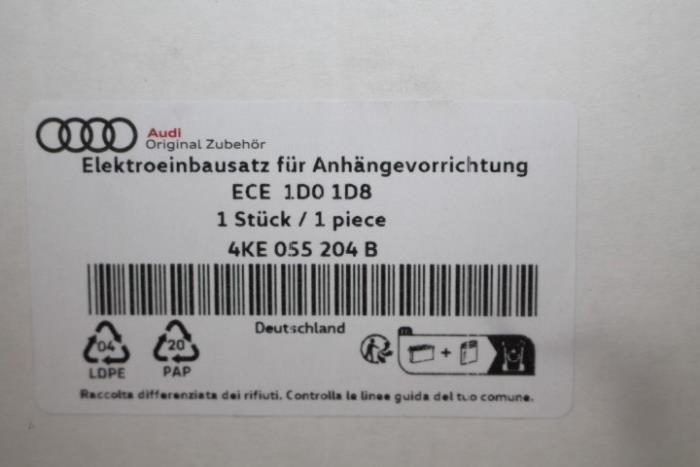 Audi
Original Zubehör
Elektroeinbausatz für Anhängevorrichtung
ECE 1D0 1D8
1 Stück / 1 piece
4KE 055 204 B
Deutschland
04
LDPE
20
PAP
+
Raccolta differenziata dei rifiuti. Controlla le linee guida del tuo comune.